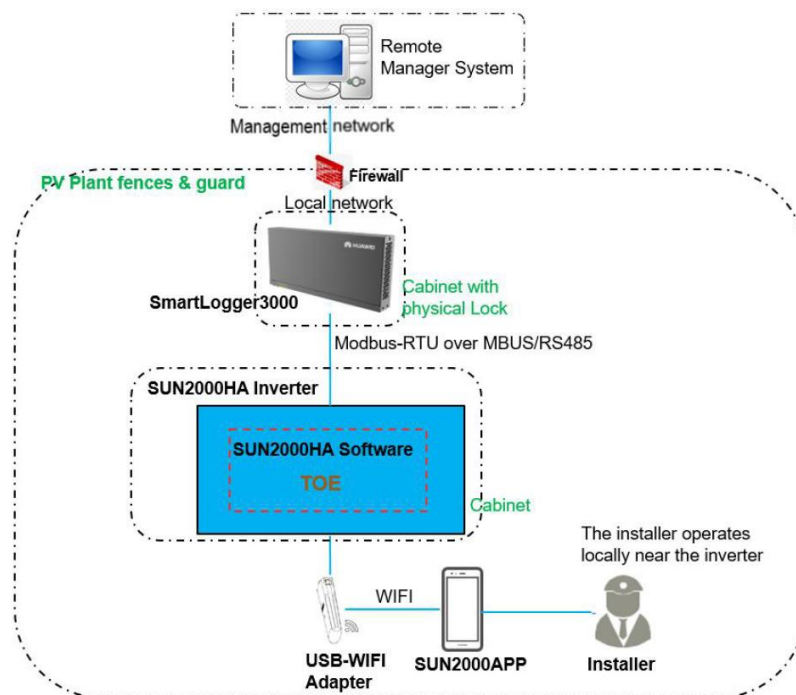 Remote
Manager System
Management network
Firewall
PV Plant fences & guard
Local network
HUAWEI
Cabinet with
physical Lock
SmartLogger3000
Modbus-RTU over MBUS/RS485
SUN2000HA Inverter
SUN2000HA Software
TOE
Cabinet
The installer operates
locally near the inverter
WIFI
USB-WIFI
Adapter
SUN2000APP
Installer